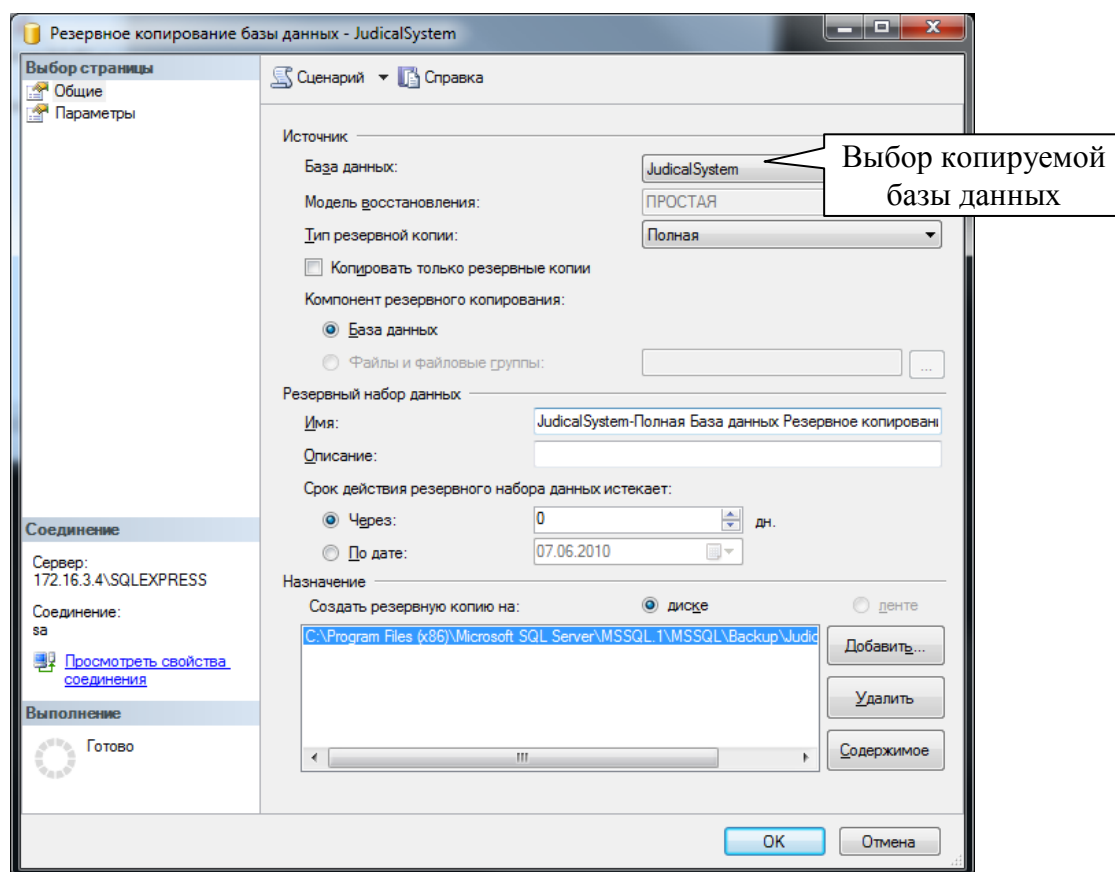 Резервное копирование базы данных - JudicalSystem
Выбор страницы
Общие
Параметры
Сценарий Справка
Источник
База данных: JudicalSystem
Выбор копируемой
базы данных
Модель восстановления: ПРОСТАЯ
Тип резервной копии: Полная
Копировать только резервные копии
Компонент резервного копирования:
База данных
Файлы и файловые группы: ...
Резервный набор данных
Имя: JudicalSystem-Полная База данных Резервное копировани
Описание:
Срок действия резервного набора данных истекает:
Через: 0 дн.
По дате: 07.06.2010
Назначение
Создать резервную копию на: диске ленте
C:\Program Files (x86)\Microsoft SQL Server\MSSQL.1\MSSQL\Backup\Judic
Добавить...
Удалить
Содержимое
Соединение
Сервер:
172.16.3.4\SQLEXPRESS
Соединение:
sa
Просмотреть свойства
соединения
Выполнение
Готово
OK Отмена